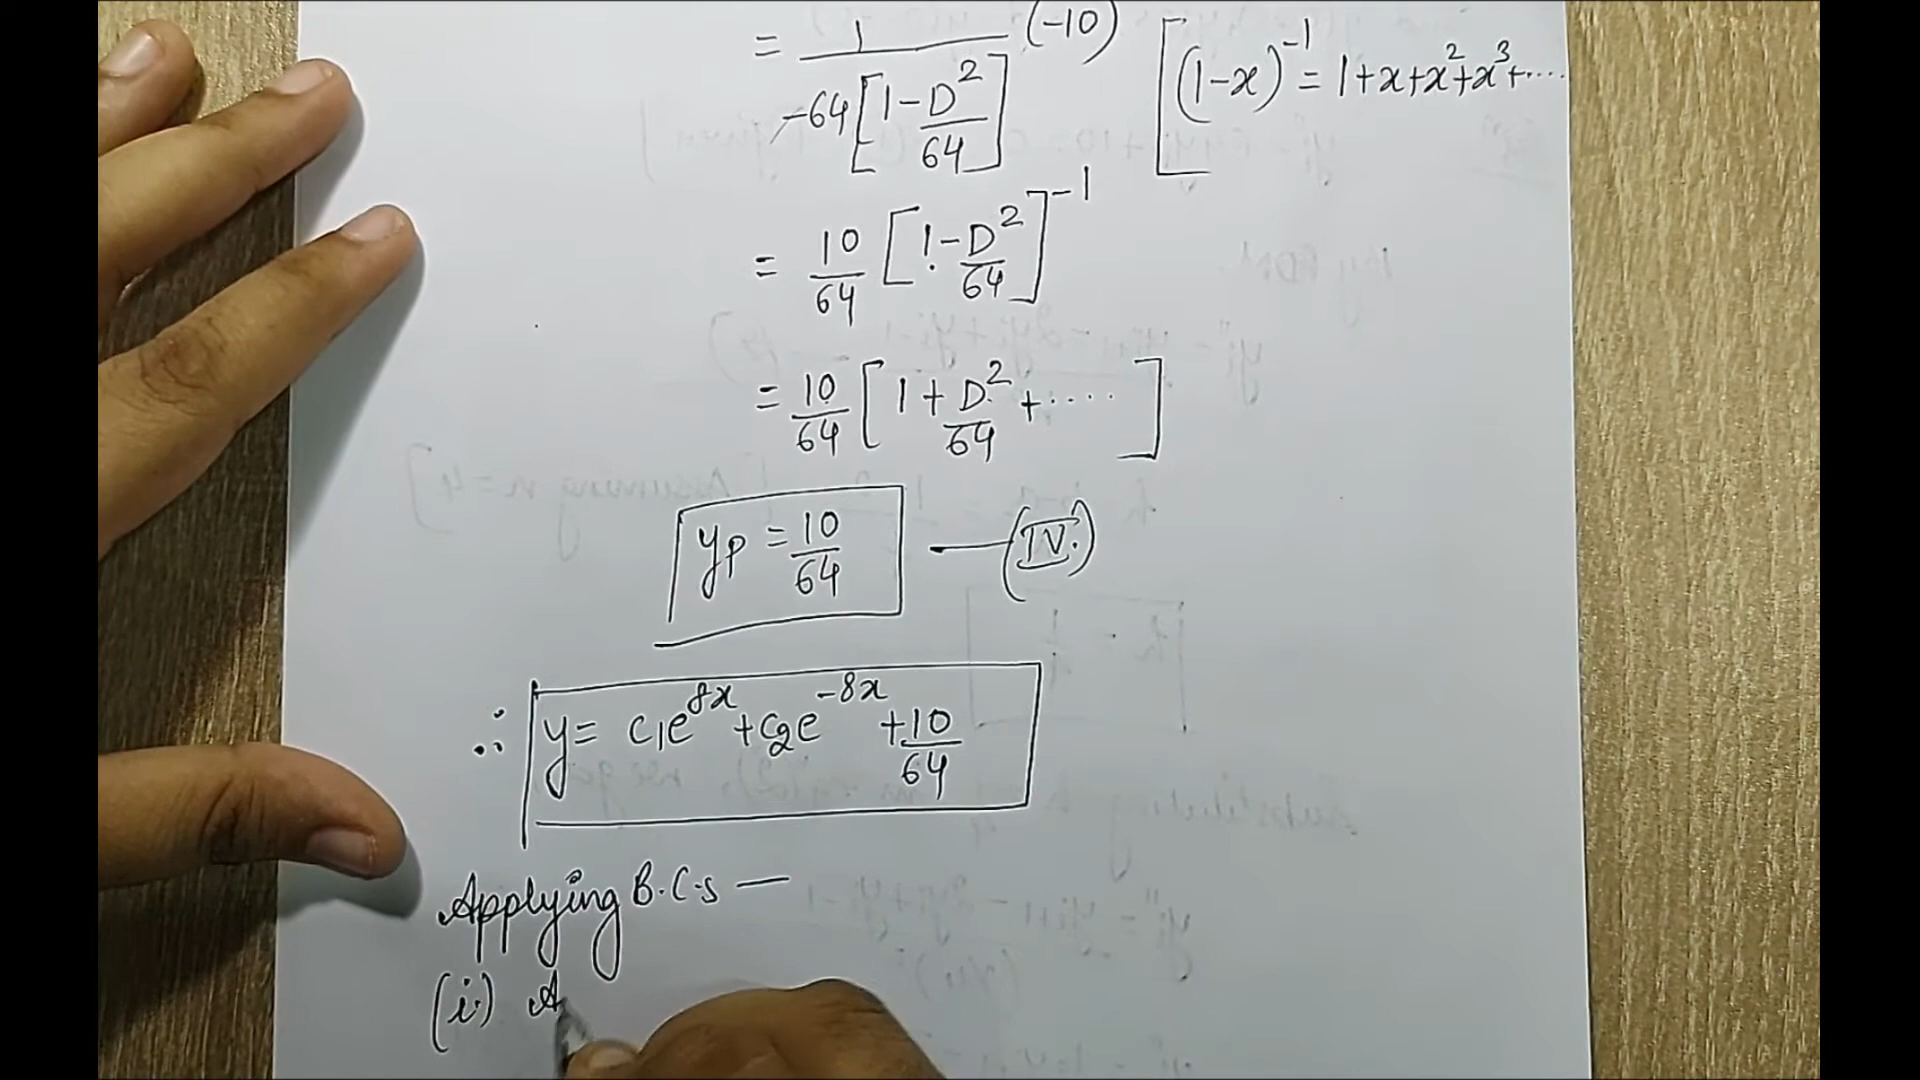 = 1/-64[1-D²/64] (-10) [(1-x)⁻¹ = 1+x+x²+x³+....
= 10/64 [1-D²/64]⁻¹
= 10/64 [1+D²/64+.....]
yp = 10/64 —(IV.)
∴ y = c₁e^8x + c₂e^-8x + 10/64
Applying B.C.s —
(i) A